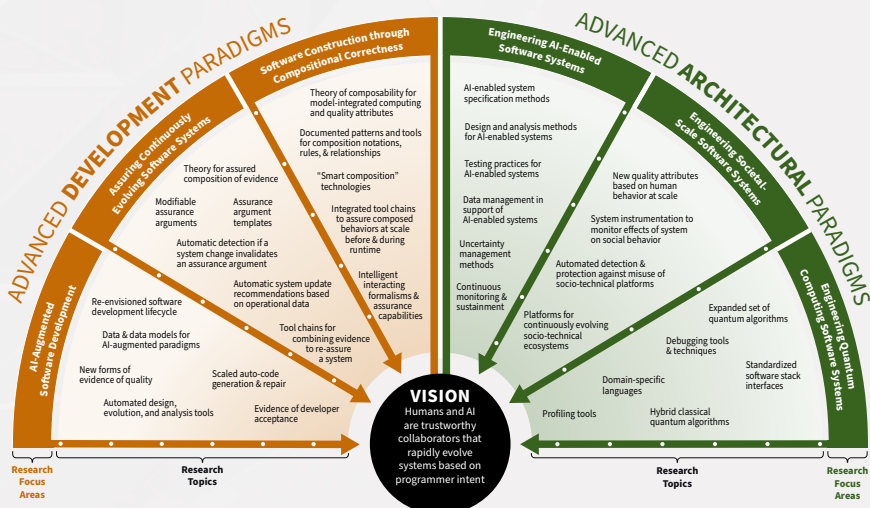 ADVANCED DEVELOPMENT PARADIGMS
ADVANCED ARCHITECTURAL PARADIGMS
AI-Augmented
Software Development
Re-envisioned software
development lifecycle
Data & data models for
AI-augmented paradigms
New forms of
evidence of quality
Scaled auto-code
generation & repair
Automated design,
evolution, and analysis tools
Evidence of developer
acceptance
Assuring Continuously
Evolving Software Systems
Theory for assured
composition of evidence
Modifiable
assurance
arguments
Assurance
argument
templates
Automatic detection if a
system change invalidates
an assurance argument
Automatic system update
recommendations based
on operational data
Tool chains for
combining evidence
to re-assure
a system
Software Construction through
Compositional Correctness
Theory of composability for
model-integrated computing
and quality attributes
Documented patterns and tools
for composition notations,
rules, & relationships
“Smart composition”
technologies
Integrated tool chains
to assure composed
behaviors at scale
before & during
runtime
Intelligent
interacting
formalisms &
assurance
capabilities
Engineering AI-Enabled
Software Systems
AI-enabled system
specification methods
Design and analysis methods
for AI-enabled systems
Testing practices for
AI-enabled systems
Data management in
support of
AI-enabled systems
Uncertainty
management
methods
Continuous
monitoring &
sustainment
Engineering Societal-
Scale Software Systems
New quality attributes
based on human
behavior at scale
System instrumentation to
monitor effects of system
on social behavior
Automated detection &
protection against misuse of
socio-technical platforms
Platforms for
continuously evolving
socio-technical
ecosystems
Engineering Quantum
Computing Software Systems
Expanded set of
quantum algorithms
Debugging tools
& techniques
Standardized
software stack
interfaces
Domain-specific
languages
Profiling tools
Hybrid classical
quantum algorithms
VISION
Humans and AI
are trustworthy
collaborators that
rapidly evolve
systems based on
programmer intent
Research
Focus
Areas
Research
Topics
Research
Topics
Research
Focus
Areas